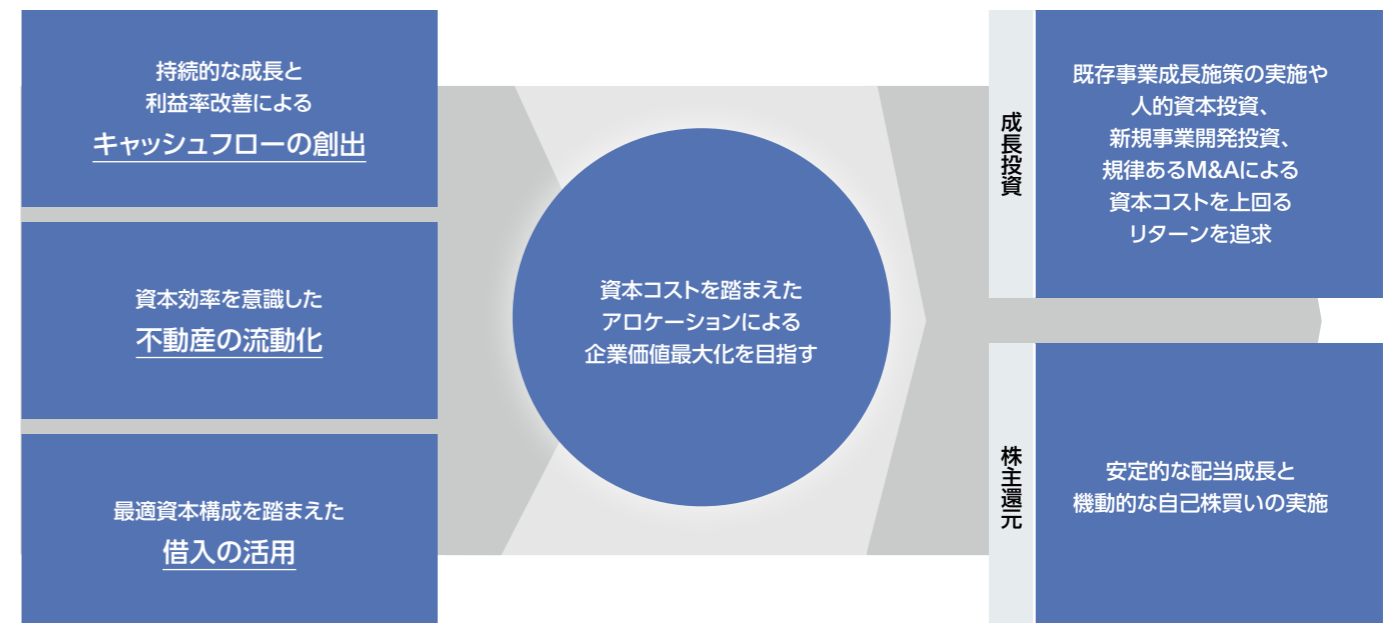 持続的な成長と
利益率改善による
キャッシュフローの創出
資本効率を意識した
不動産の流動化
最適資本構成を踏まえた
借入の活用
資本コストを踏まえた
アロケーションによる
企業価値最大化を目指す
成長投資
既存事業成長施策の実施や
人的資本投資、
新規事業開発投資、
規律あるM&Aによる
資本コストを上回る
リターンを追求
株主還元
安定的な配当成長と
機動的な自己株買いの実施